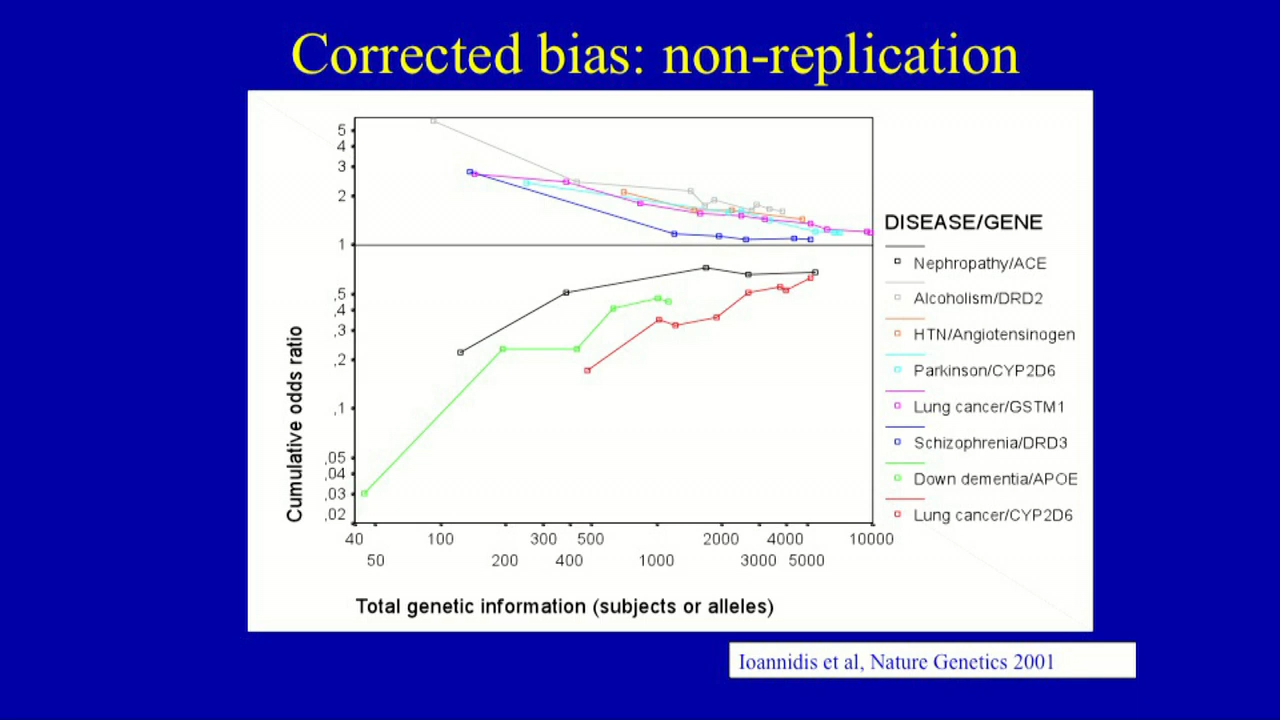 Corrected bias: non-replication
5
4
3
2
1
,5
,4
,3
,2
,1
,05
,04
,03
,02
Cumulative odds ratio
40 100 300 500 2000 4000 10000
50 200 400 1000 3000 5000
Total genetic information (subjects or alleles)
DISEASE/GENE
Nephropathy/ACE
Alcoholism/DRD2
HTN/Angiotensinogen
Parkinson/CYP2D6
Lung cancer/GSTM1
Schizophrenia/DRD3
Down dementia/APOE
Lung cancer/CYP2D6
Ioannidis et al, Nature Genetics 2001